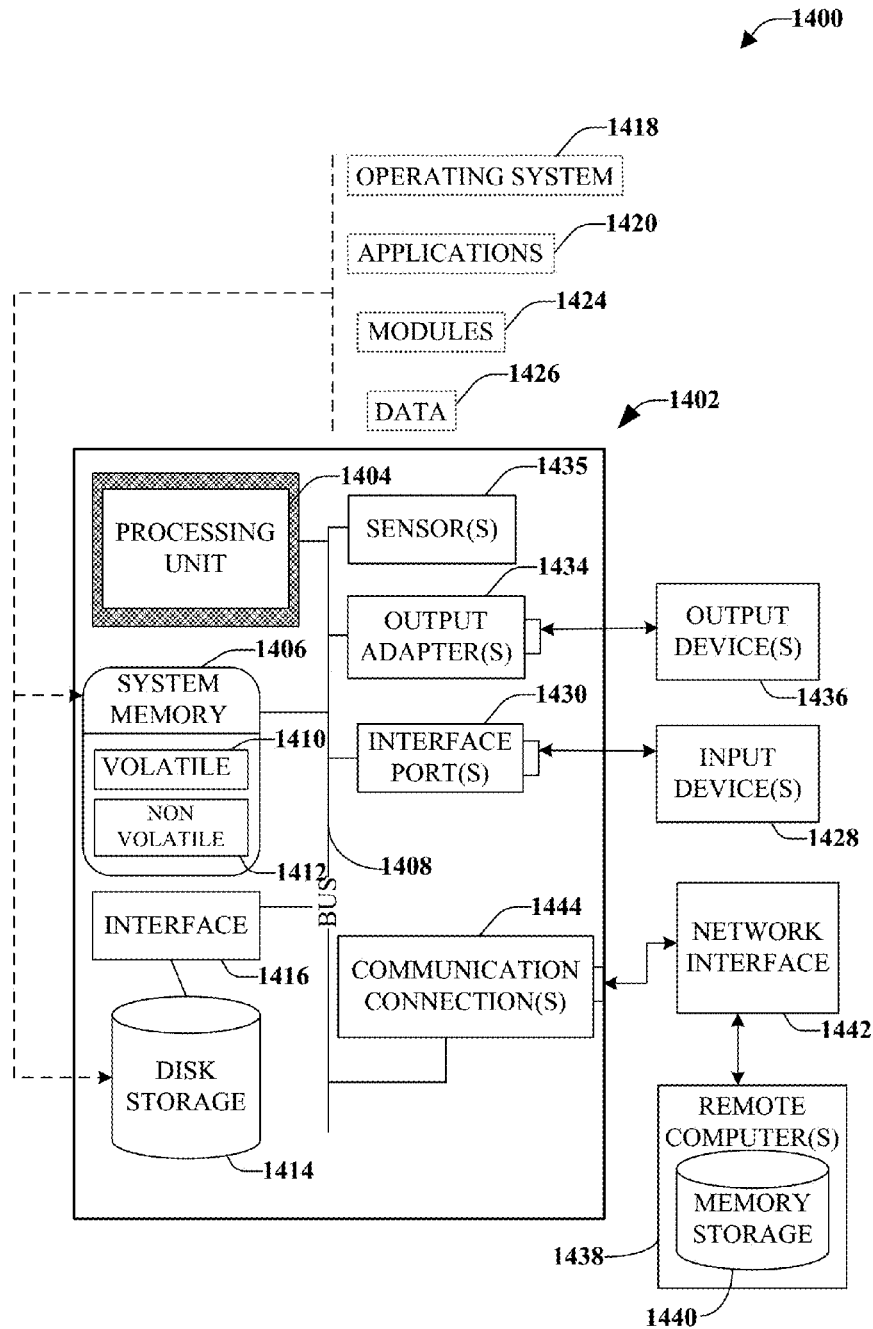 1400
1418
OPERATING SYSTEM
1420
APPLICATIONS
1424
MODULES
1426
DATA
1402
1404
PROCESSING
UNIT
1435
SENSOR(S)
1434
OUTPUT
ADAPTER(S)
OUTPUT
DEVICE(S)
1436
1406
SYSTEM
MEMORY
1410
VOLATILE
NON
VOLATILE
1412
1430
INTERFACE
PORT(S)
INPUT
DEVICE(S)
1428
1408
BUS
INTERFACE
1416
1444
COMMUNICATION
CONNECTION(S)
NETWORK
INTERFACE
1442
DISK
STORAGE
1414
REMOTE
COMPUTER(S)
MEMORY
STORAGE
1438
1440